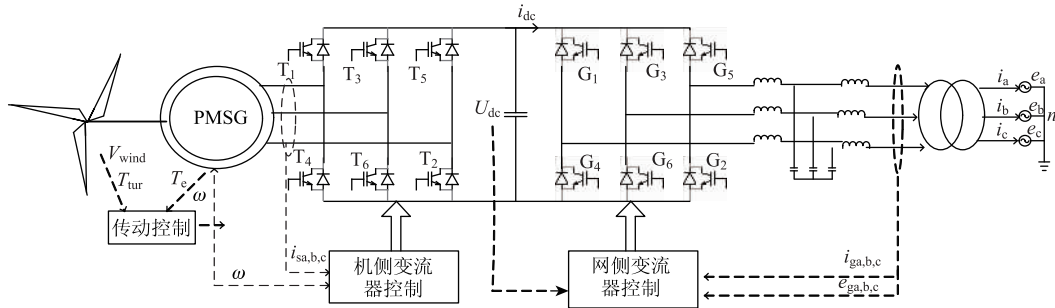 i_dc
T_1
T_3
T_5
G_1
G_3
G_5
PMSG
U_dc
i_a
e_a
i_b
e_b
n
i_c
e_c
V_wind
T_4
T_6
T_2
G_4
G_6
G_2
T_tur
T_e
ω
传动控制
i_sa,b,c
ω
机侧变流
器控制
网侧变流
器控制
i_ga,b,c
e_ga,b,c